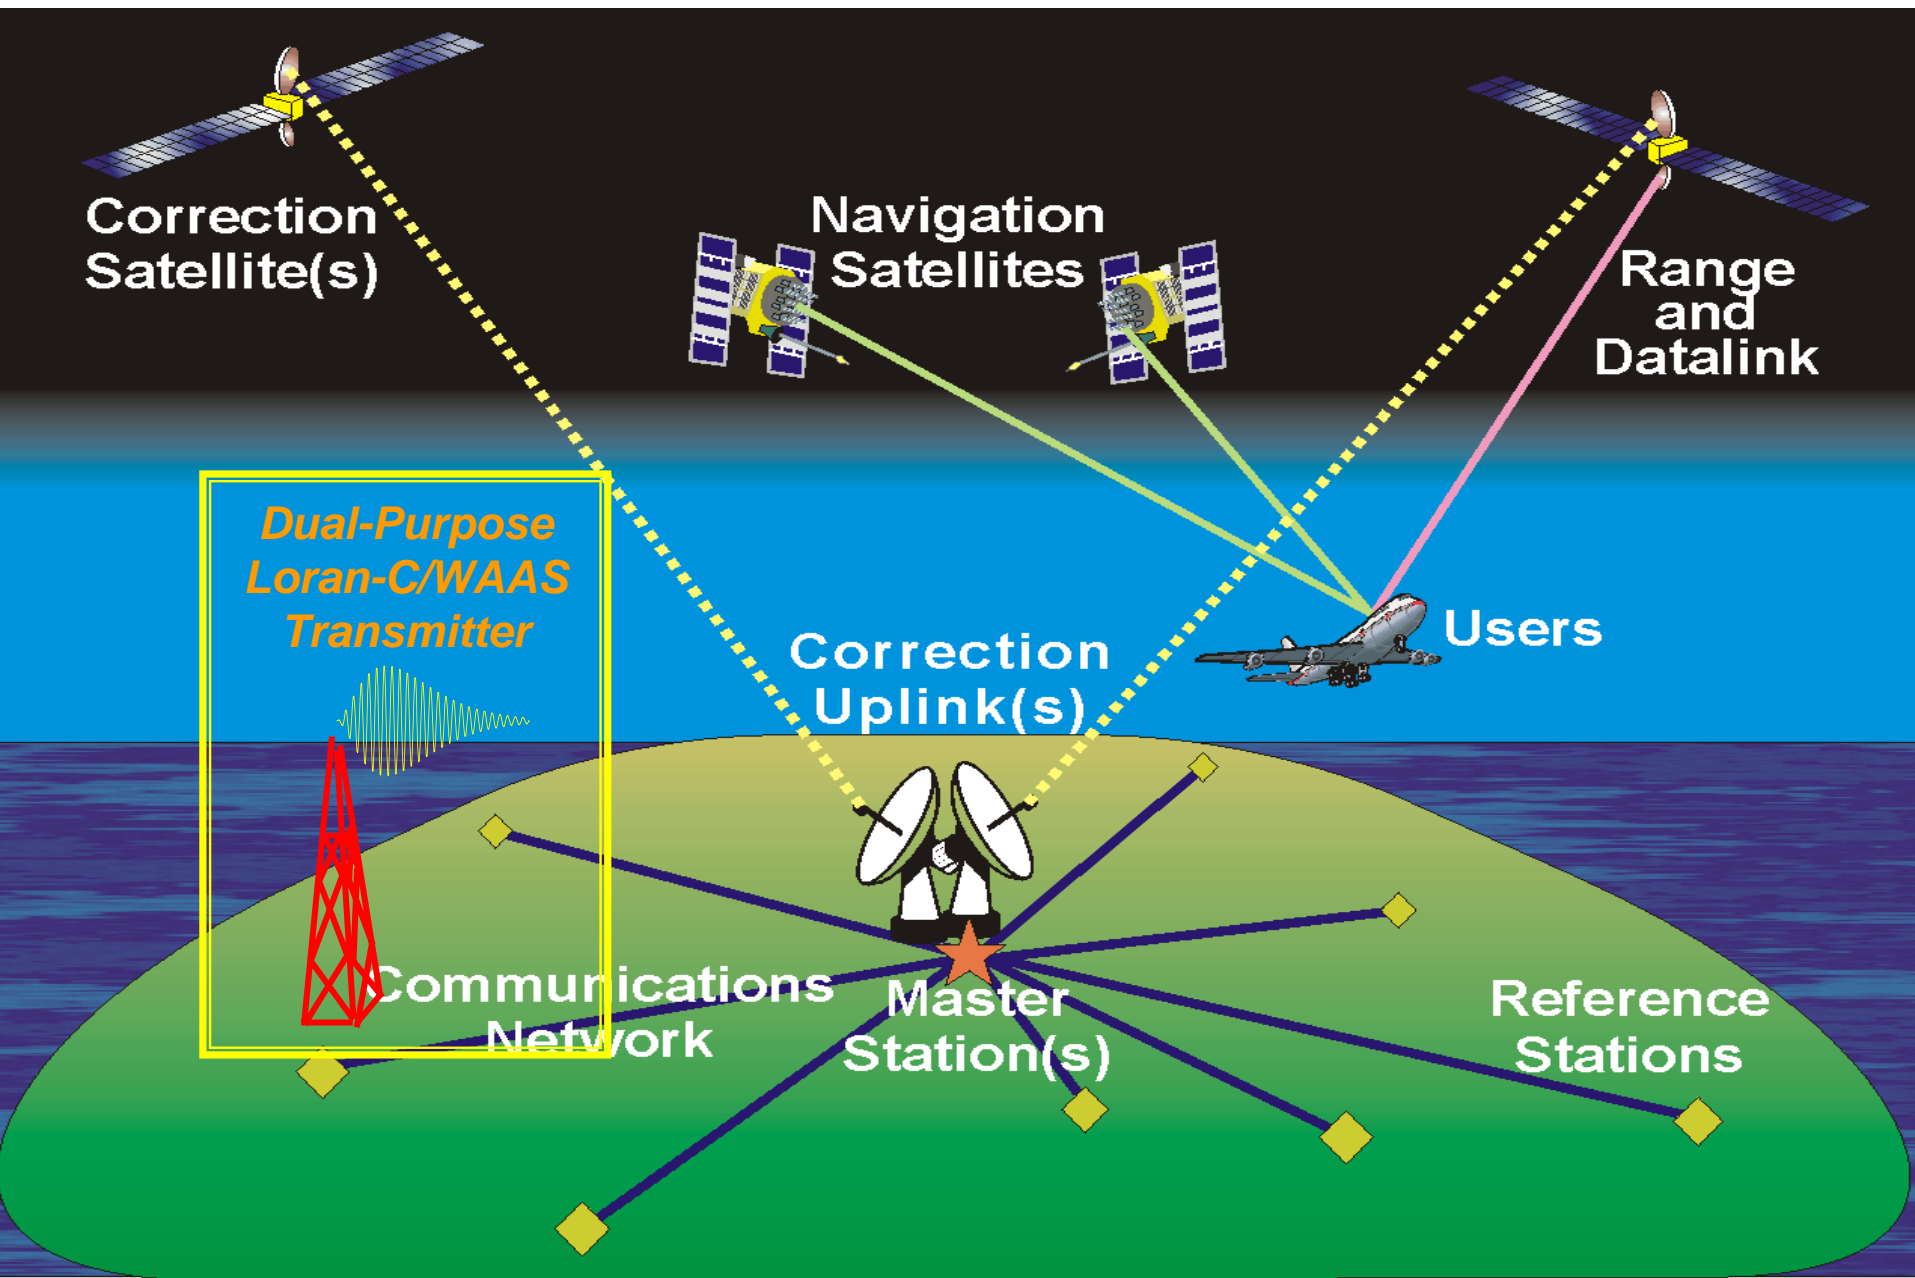 Correction
Satellite(s)
Navigation
Satellites
Range
and
Datalink
Dual-Purpose
Loran-C/WAAS
Transmitter
Users
Correction
Uplink(s)
Communications
Network
Master
Station(s)
Reference
Stations